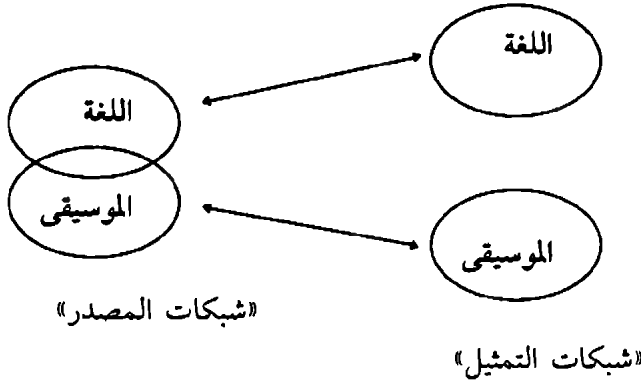 اللغة
اللغة
الموسيقى
الموسيقى
«شبكات المصدر»
«شبكات التمثيل»